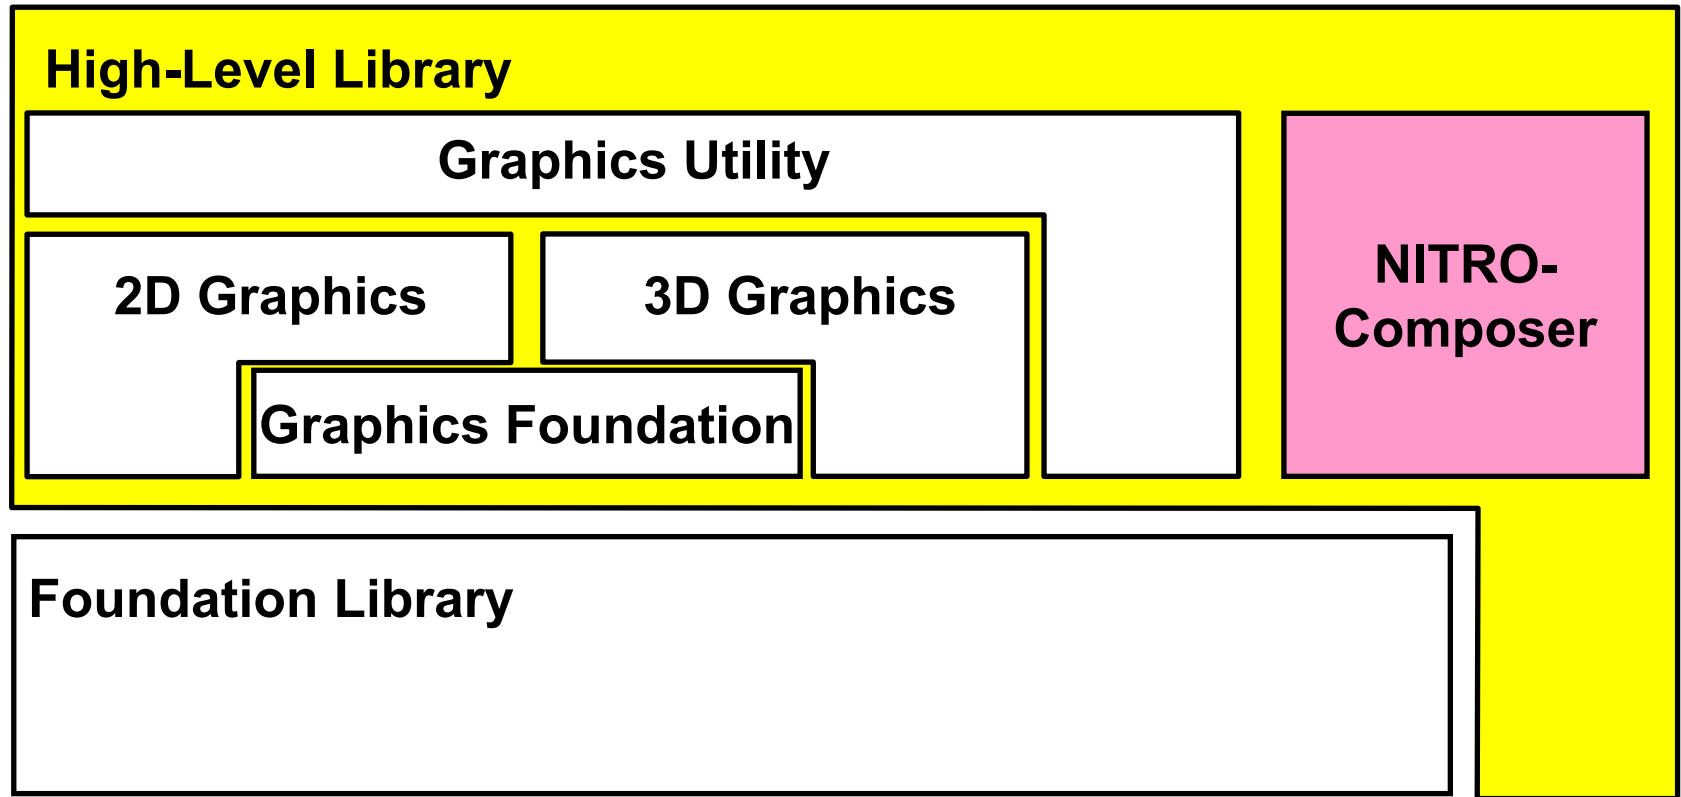 High-Level Library
Graphics Utility
2D Graphics
3D Graphics
NITRO-
Composer
Graphics Foundation
Foundation Library